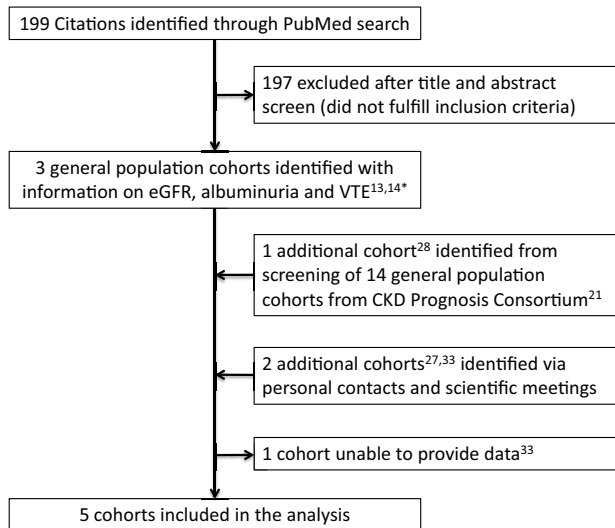 199 Citations identified through PubMed search
197 excluded after title and abstract
screen (did not fulfill inclusion criteria)
3 general population cohorts identified with
information on eGFR, albuminuria and VTE13,14*
1 additional cohort28 identified from
screening of 14 general population
cohorts from CKD Prognosis Consortium21
2 additional cohorts27,33 identified via
personal contacts and scientific meetings
1 cohort unable to provide data33
5 cohorts included in the analysis